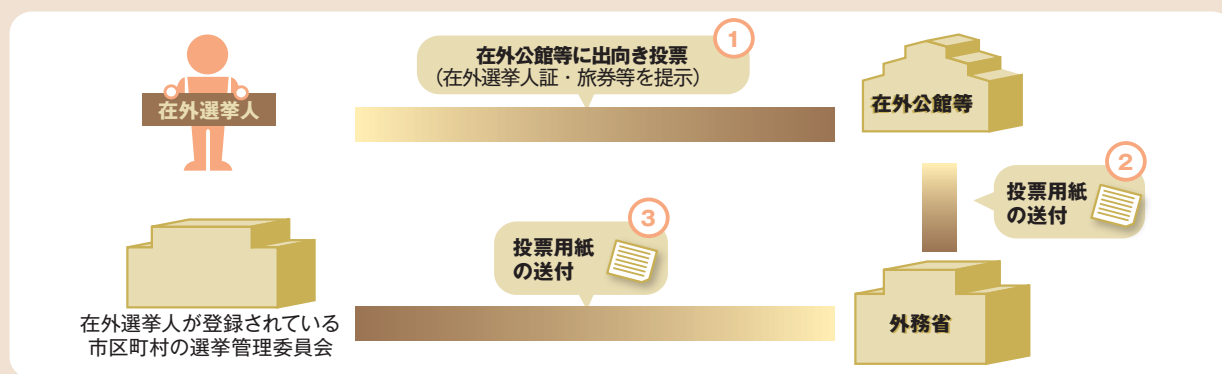 在外選挙人
①
在外公館等に出向き投票
(在外選挙人証・旅券等を提示)
在外公館等
②
投票用紙
の送付
外務省
③
投票用紙
の送付
在外選挙人が登録されている
市区町村の選挙管理委員会